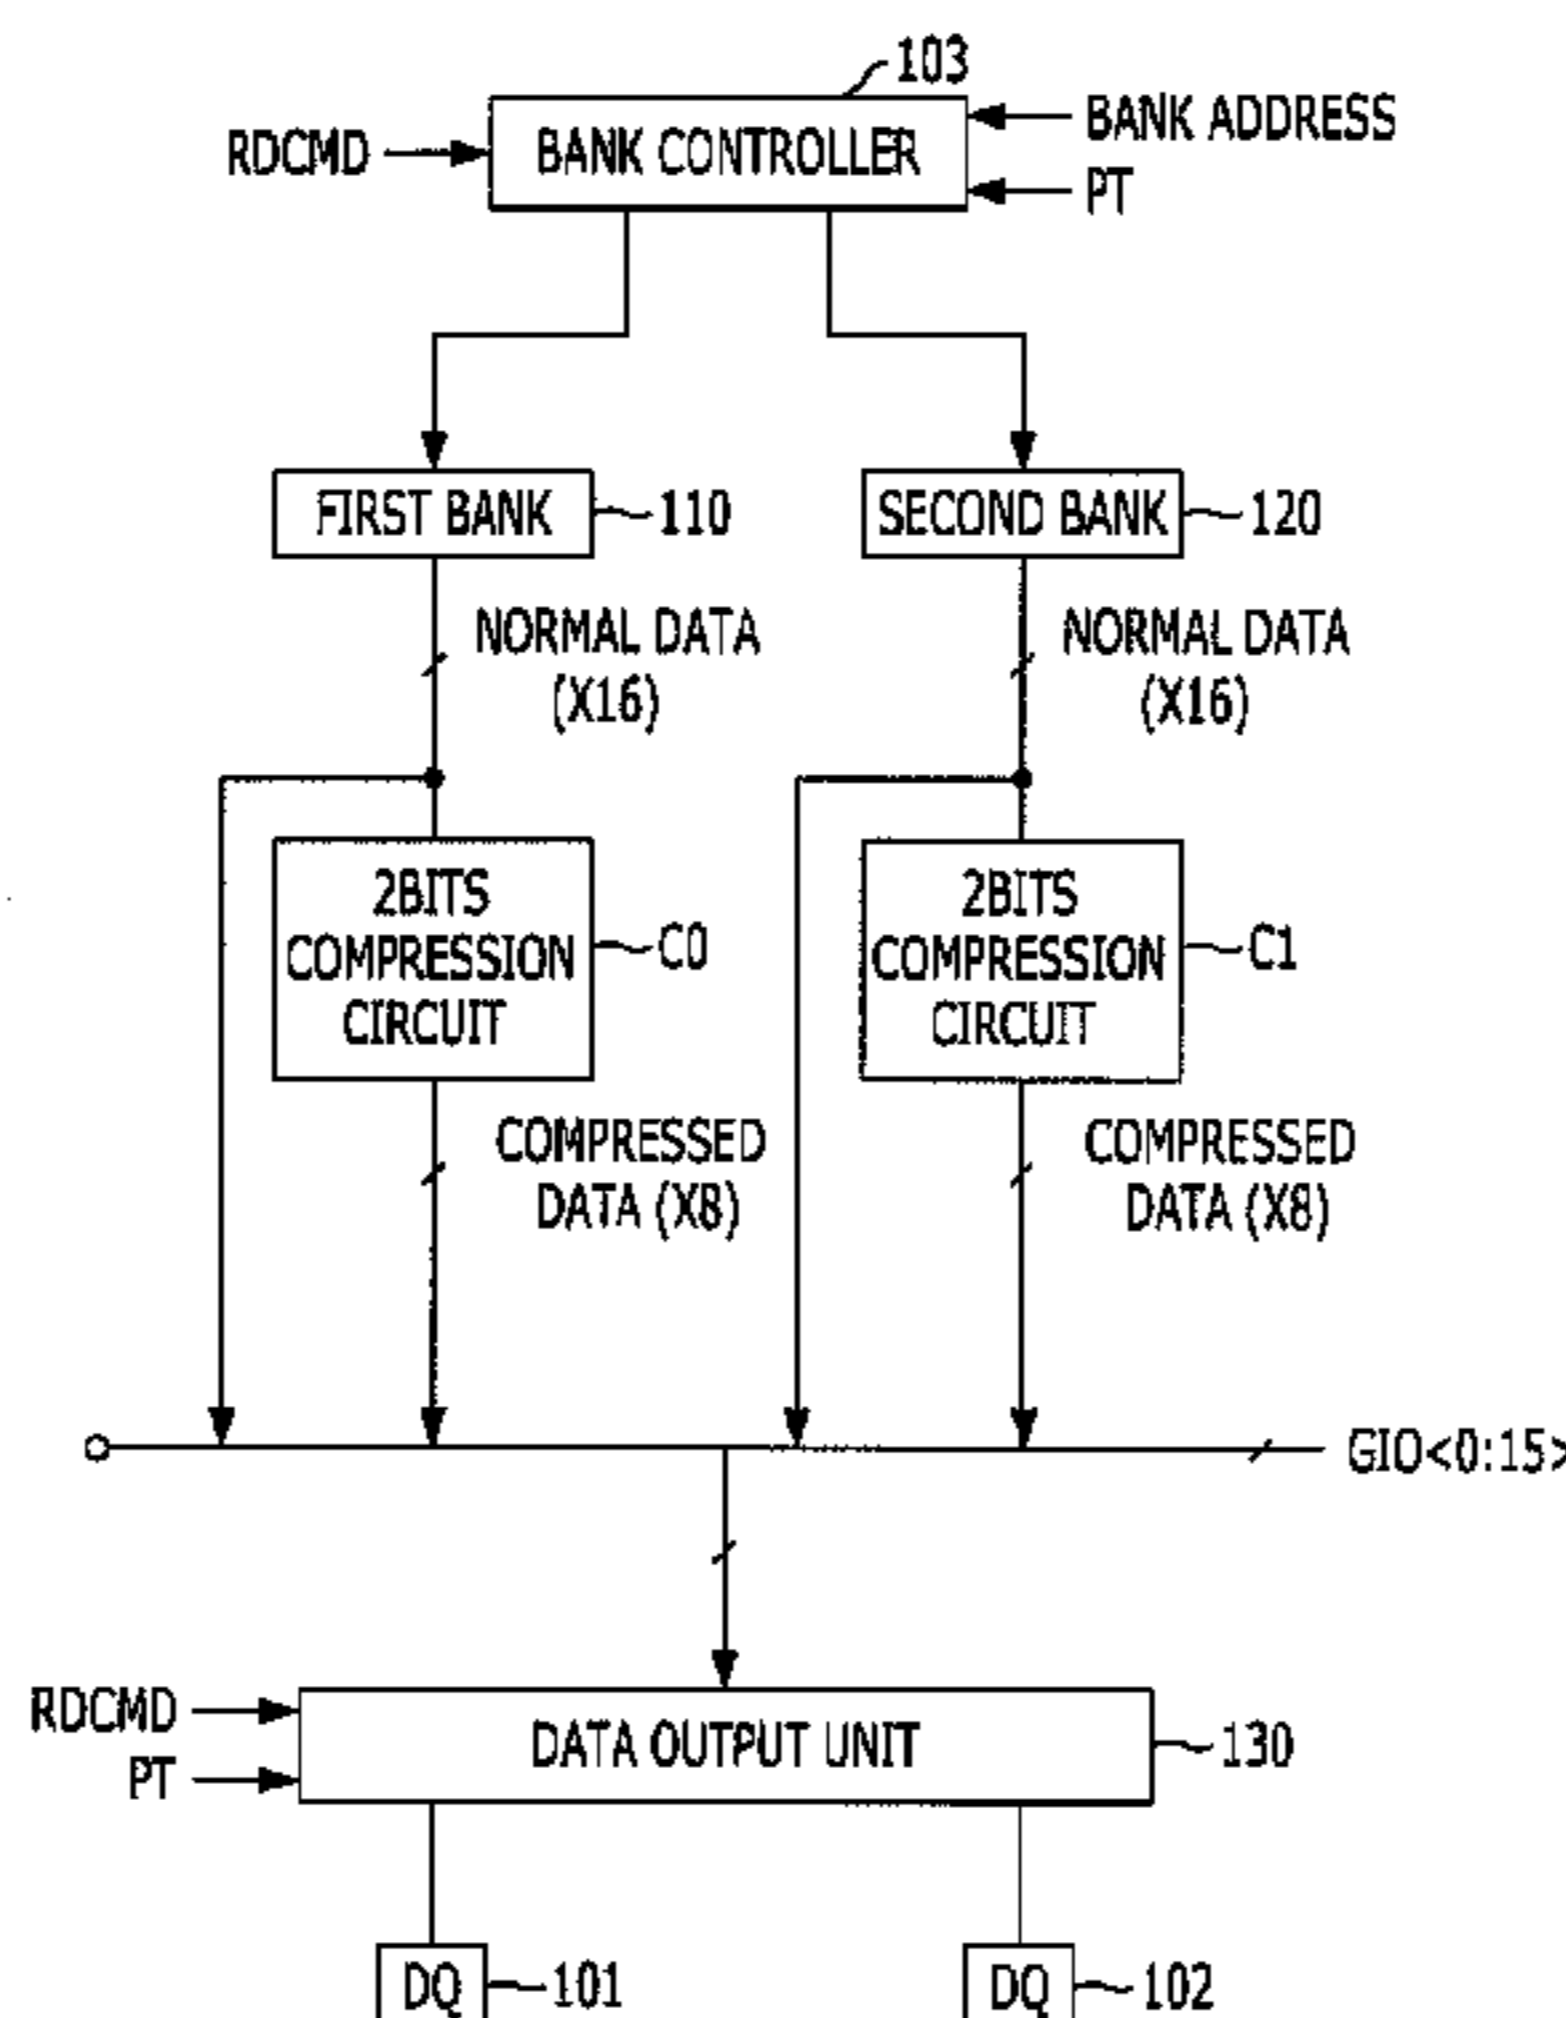 103
BANK ADDRESS
RDCMD
BANK CONTROLLER
PT
FIRST BANK
110
SECOND BANK
120
NORMAL DATA
(X16)
NORMAL DATA
(X16)
2BITS
COMPRESSION
CIRCUIT
C0
2BITS
COMPRESSION
CIRCUIT
C1
COMPRESSED
DATA (X8)
COMPRESSED
DATA (X8)
GIO<0:15>
RDCMD
PT
DATA OUTPUT UNIT
130
DQ
101
DQ
102